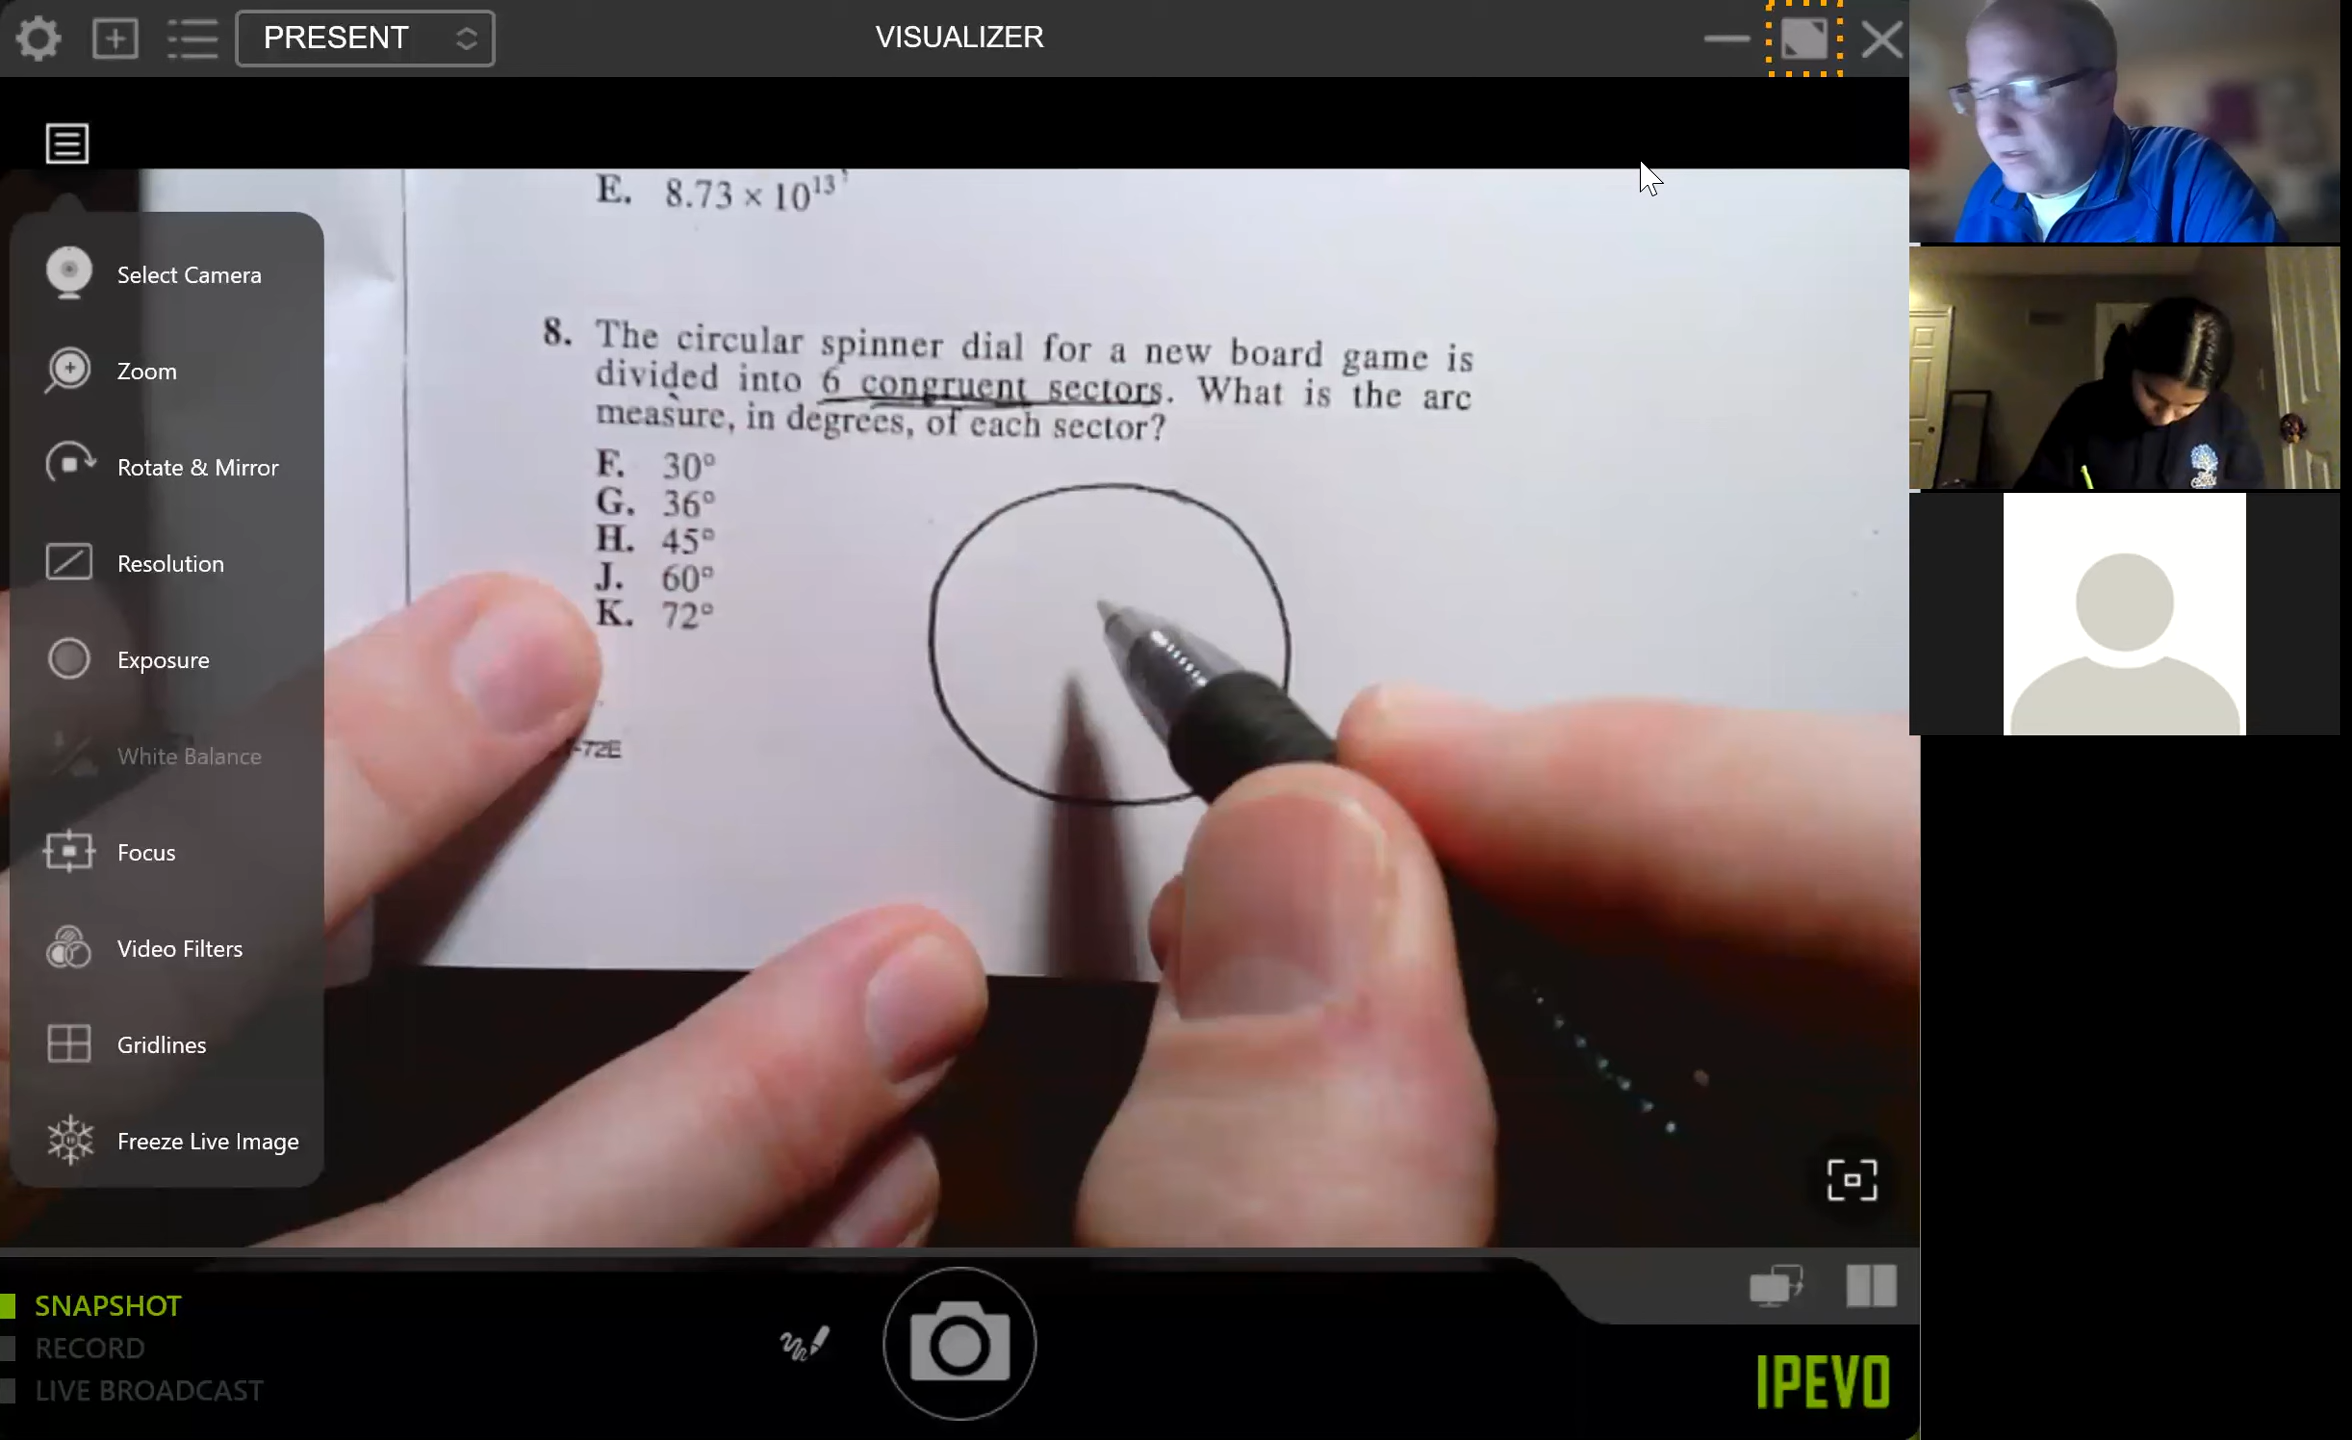 PRESENT
VISUALIZER
E. 8.73 × 10¹³
Select Camera
Zoom
Rotate & Mirror
Resolution
Exposure
White Balance
Focus
Video Filters
Gridlines
Freeze Live Image
8. The circular spinner dial for a new board game is
divided into 6 congruent sectors. What is the arc
measure, in degrees, of each sector?
F. 30°
G. 36°
H. 45°
J. 60°
K. 72°
-72E
SNAPSHOT
RECORD
LIVE BROADCAST
IPEVO